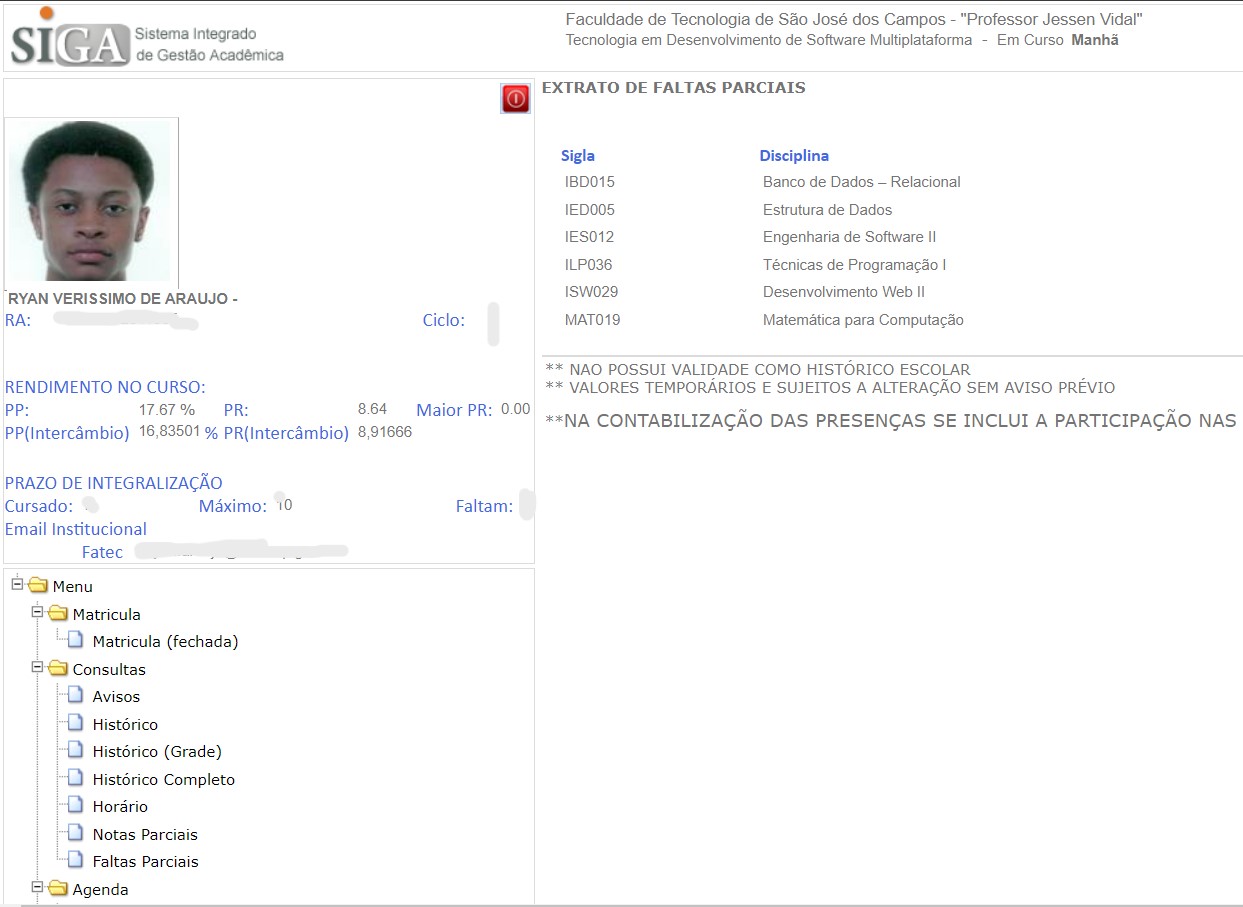 SIGA
Sistema Integrado
de Gestão Acadêmica
Faculdade de Tecnologia de São José dos Campos - "Professor Jessen Vidal"
Tecnologia em Desenvolvimento de Software Multiplataforma - Em Curso Manhã
RYAN VERISSIMO DE ARAUJO -
RA:
Ciclo:
RENDIMENTO NO CURSO:
PP: 17.67 % PR: 8.64 Maior PR: 0.00
PP(Intercâmbio) 16,83501 % PR(Intercâmbio) 8,91666
PRAZO DE INTEGRALIZAÇÃO
Cursado: Máximo: 10 Faltam:
Email Institucional
Fatec
Menu
Matricula
Matricula (fechada)
Consultas
Avisos
Histórico
Histórico (Grade)
Histórico Completo
Horário
Notas Parciais
Faltas Parciais
Agenda
EXTRATO DE FALTAS PARCIAIS
Sigla Disciplina
IBD015 Banco de Dados – Relacional
IED005 Estrutura de Dados
IES012 Engenharia de Software II
ILP036 Técnicas de Programação I
ISW029 Desenvolvimento Web II
MAT019 Matemática para Computação
** NAO POSSUI VALIDADE COMO HISTÓRICO ESCOLAR
** VALORES TEMPORÁRIOS E SUJEITOS A ALTERAÇÃO SEM AVISO PRÉVIO
**NA CONTABILIZAÇÃO DAS PRESENÇAS SE INCLUI A PARTICIPAÇÃO NAS